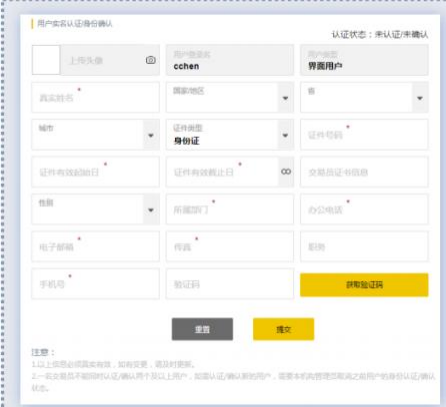 用户实名认证/身份确认
认证状态：未认证/未确认
上传头像
用户登录名
cchen
用户类型
界面用户
真实姓名 *
国家/地区
省 *
城市
证件类型
身份证
证件号码 *
证件有效起始日 *
证件有效截止日 *
交易员证书信息
性别
所属部门 *
办公电话 *
电子邮箱 *
传真 *
职务
手机号 *
验证码
获取验证码
重置
提交
注意：
1.以上信息必须真实有效，如有变更，请及时更新。
2.一名交易员不能同时认证/确认两个及以上用户，如需认证/确认新的用户，需要本机构管理员取消之前用户的身份认证/确认
状态。